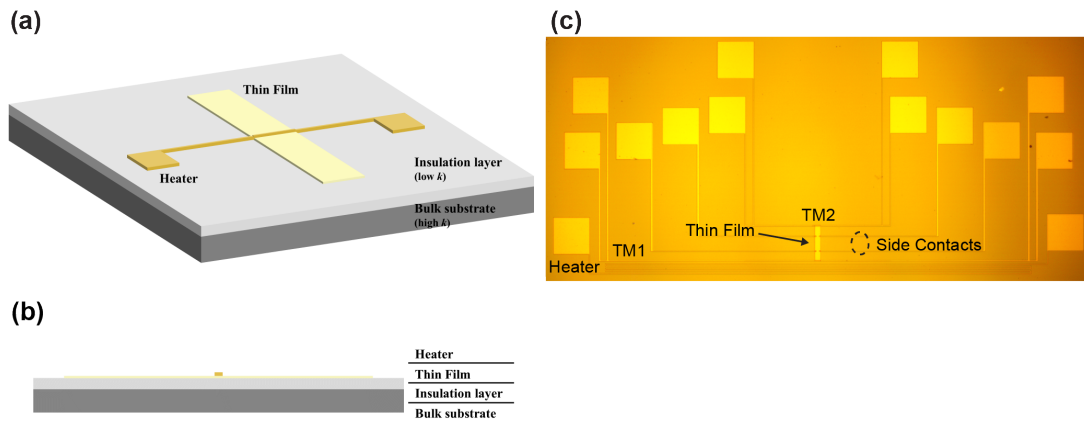 (a)
Thin Film
Heater
Insulation layer
(low k)
Bulk substrate
(high k)
(b)
Heater
Thin Film
Insulation layer
Bulk substrate
(c)
TM2
Thin Film
Side Contacts
TM1
Heater